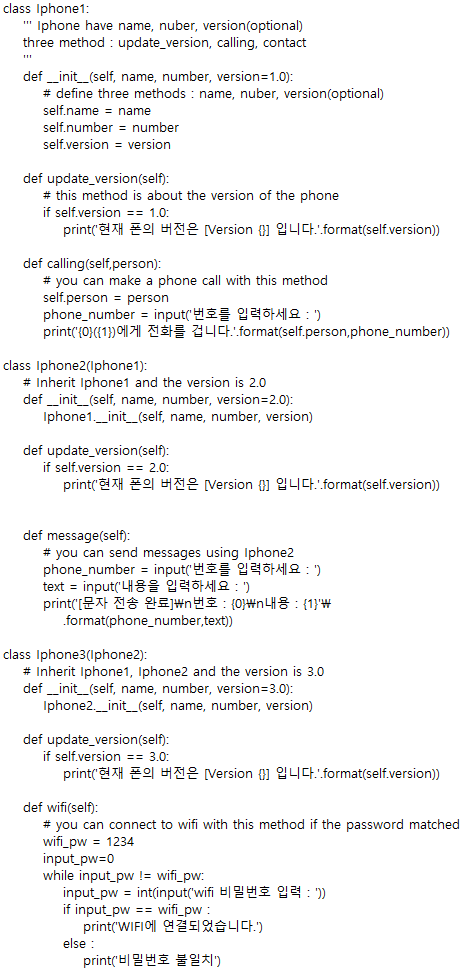 class Iphone1:
    ''' Iphone have name, nuber, version(optional)
    three method : update_version, calling, contact
    '''
    def __init__(self, name, number, version=1.0):
        # define three methods : name, nuber, version(optional)
        self.name = name
        self.number = number
        self.version = version

    def update_version(self):
        # this method is about the version of the phone
        if self.version == 1.0:
            print('현재 폰의 버전은 [Version {}] 입니다.'.format(self.version))

    def calling(self,person):
        # you can make a phone call with this method
        self.person = person
        phone_number = input('번호를 입력하세요 : ')
        print('{0}({1})에게 전화를 겁니다.'.format(self.person,phone_number))

class Iphone2(Iphone1):
    # Inherit Iphone1 and the version is 2.0
    def __init__(self, name, number, version=2.0):
        Iphone1.__init__(self, name, number, version)

    def update_version(self):
        if self.version == 2.0:
            print('현재 폰의 버전은 [Version {}] 입니다.'.format(self.version))


    def message(self):
        # you can send messages using Iphone2
        phone_number = input('번호를 입력하세요 : ')
        text = input('내용을 입력하세요 : ')
        print('[문자 전송 완료]₩n번호 : {0}₩n내용 : {1}'₩
            .format(phone_number,text))

class Iphone3(Iphone2):
    # Inherit Iphone1, Iphone2 and the version is 3.0
    def __init__(self, name, number, version=3.0):
        Iphone2.__init__(self, name, number, version)

    def update_version(self):
        if self.version == 3.0:
            print('현재 폰의 버전은 [Version {}] 입니다.'.format(self.version))

    def wifi(self):
        # you can connect to wifi with this method if the password matched
        wifi_pw = 1234
        input_pw=0
        while input_pw != wifi_pw:
            input_pw = int(input('wifi 비밀번호 입력 : '))
            if input_pw == wifi_pw :
                print('WIFI에 연결되었습니다.')
            else :
                print('비밀번호 불일치')